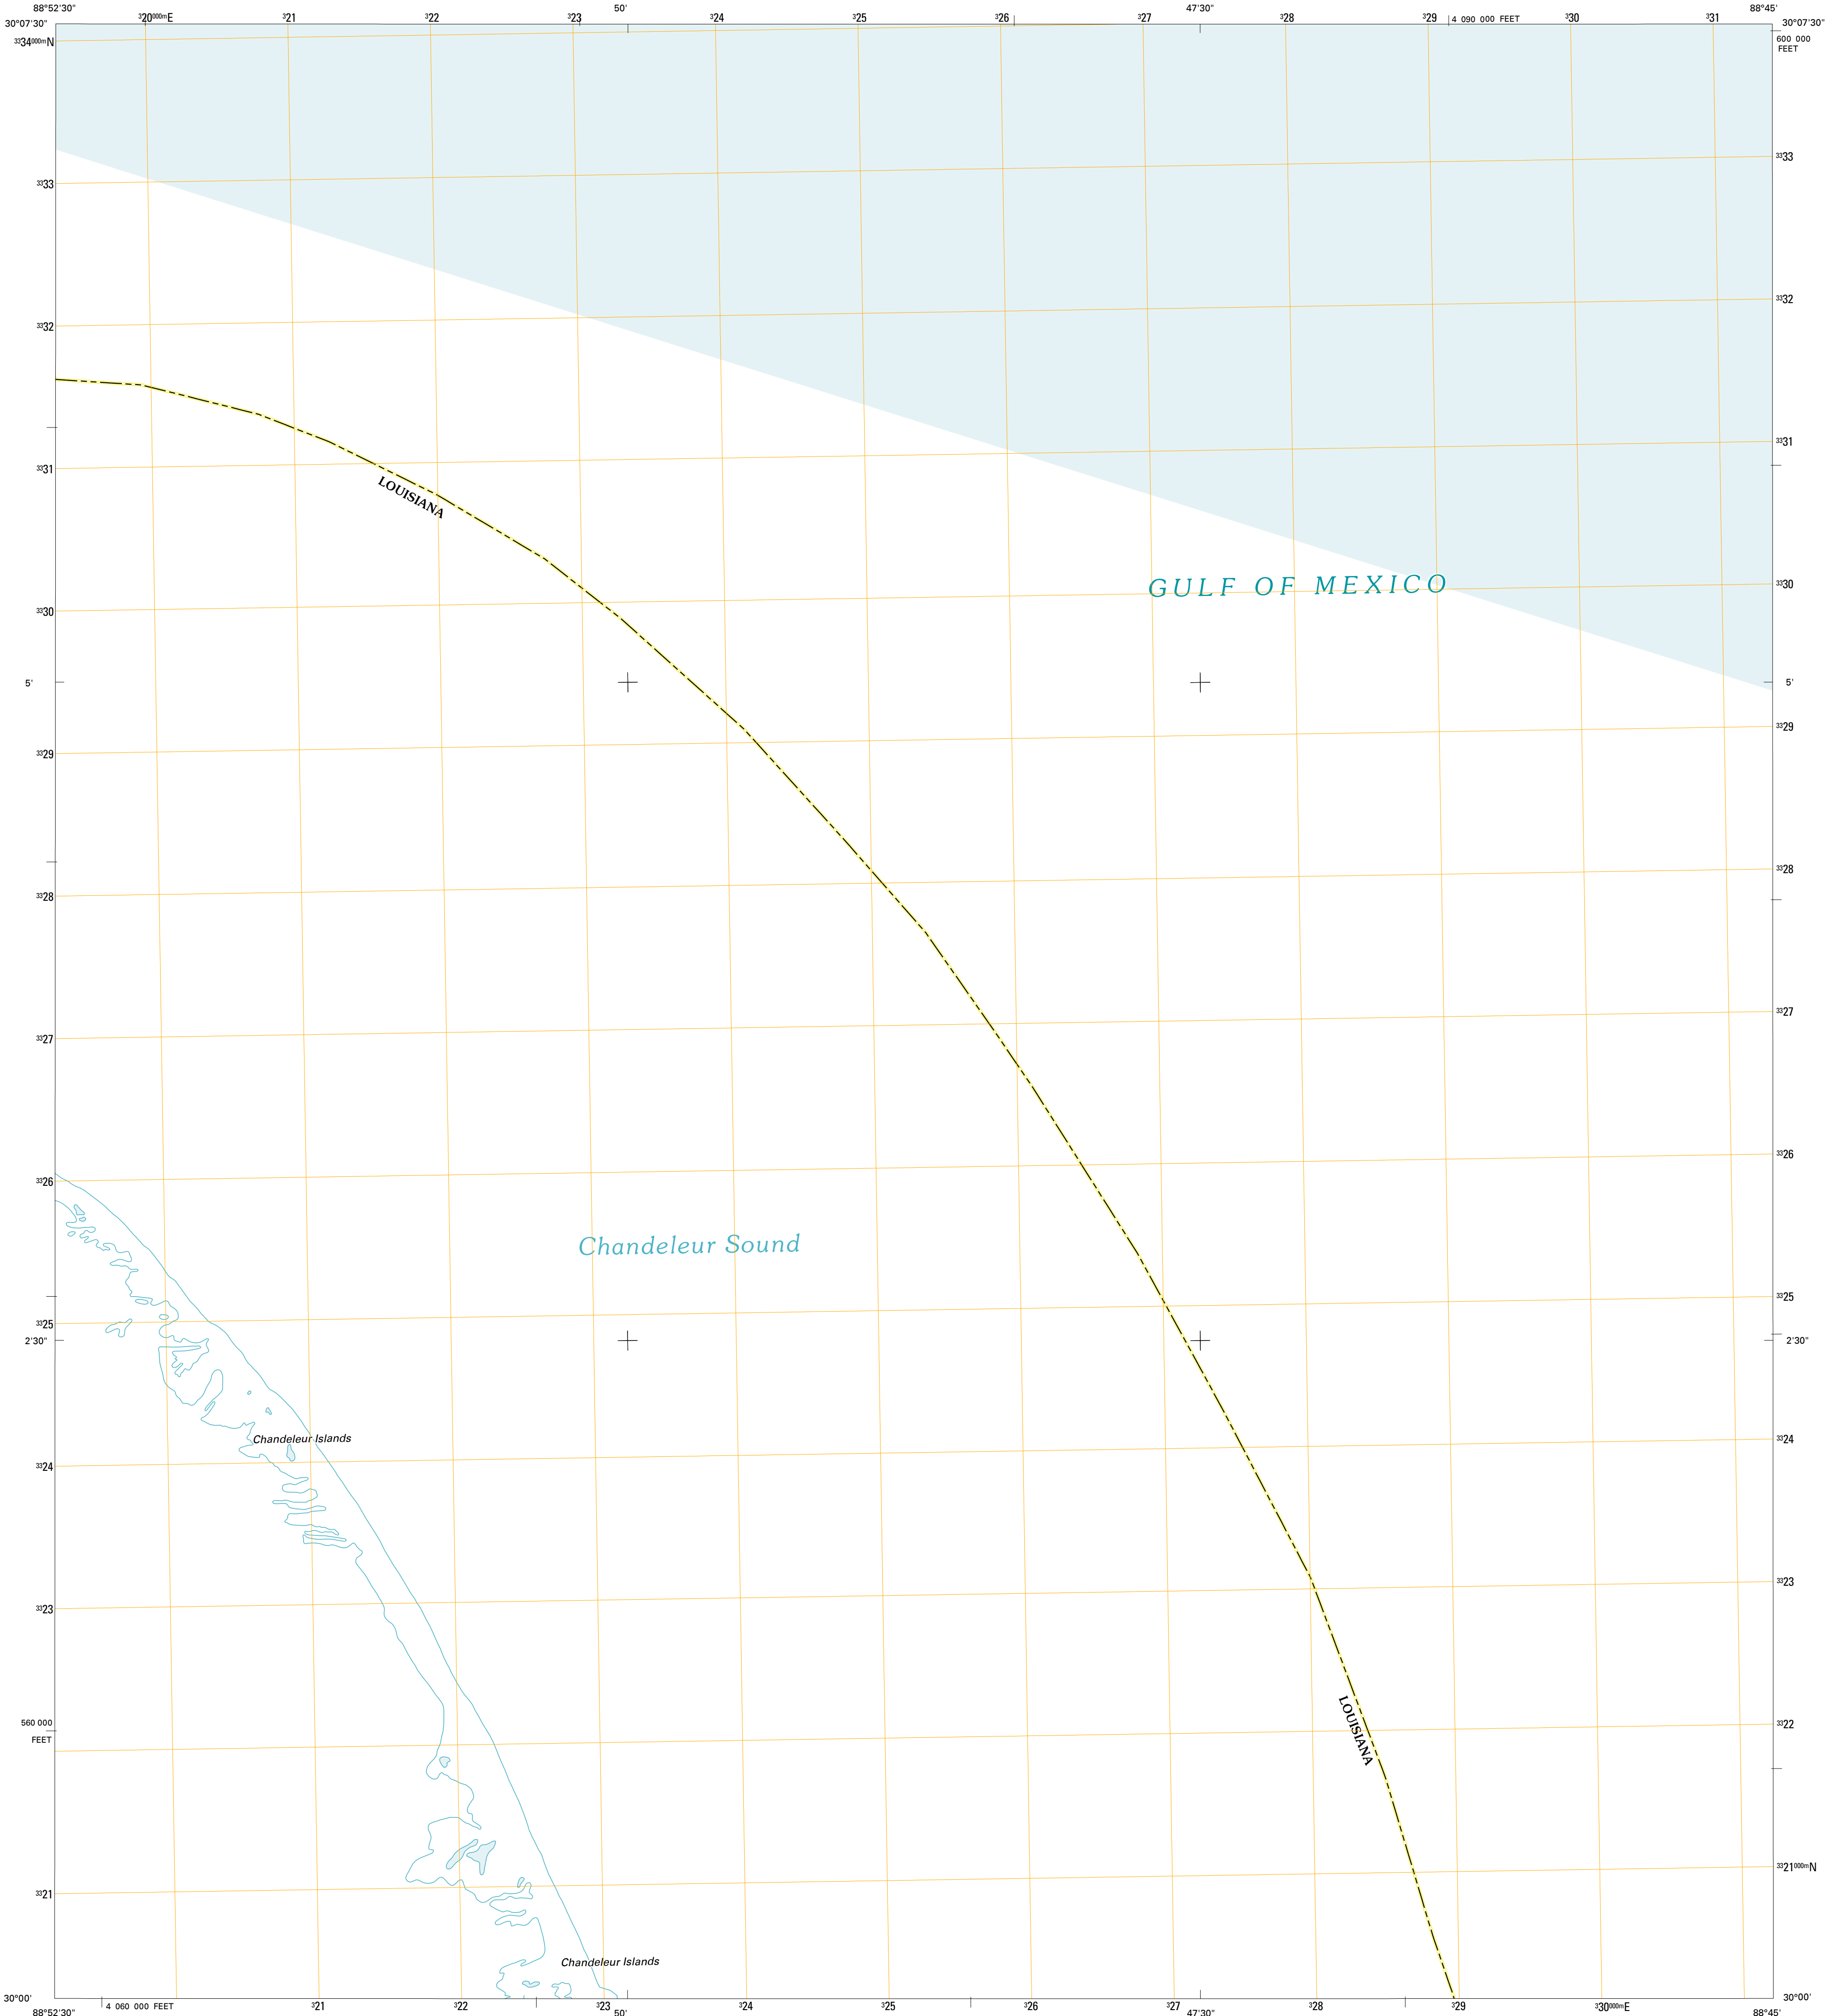 88°52'30" 320000mE 321 322 323 50' 324 325 326 327 47'30" 328 329 4 090 000 FEET 330 331 88°45'
30°07'30" 30°07'30"
3334000mN 600 000
FEET
3333 3333
3332 3332
3331 3331
LOUISIANA
GULF OF MEXICO
3330 3330
5' 5'
3329 3329
3328 3328
3327 3327
3326 3326
Chandeleur Sound
3325 3325
2'30" 2'30"
Chandeleur Islands
3324 3324
3323 3323
LOUISIANA
560 000
FEET
3322
3321 3321000mN
Chandeleur Islands
30°00' 30°00'
88°52'30" 4 060 000 FEET 321 322 323 50' 324 325 326 327 47'30" 328 329 330000mE 88°45'